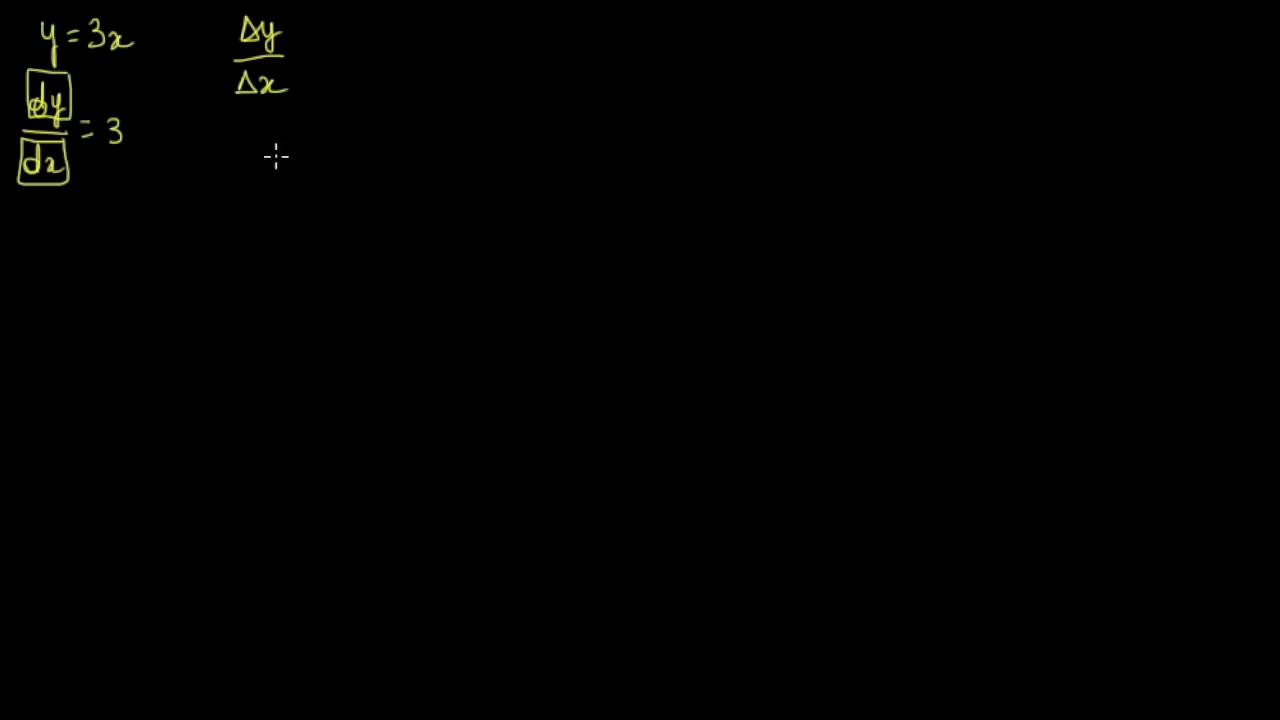 y = 3x
dy/dx = 3
Δy/Δx